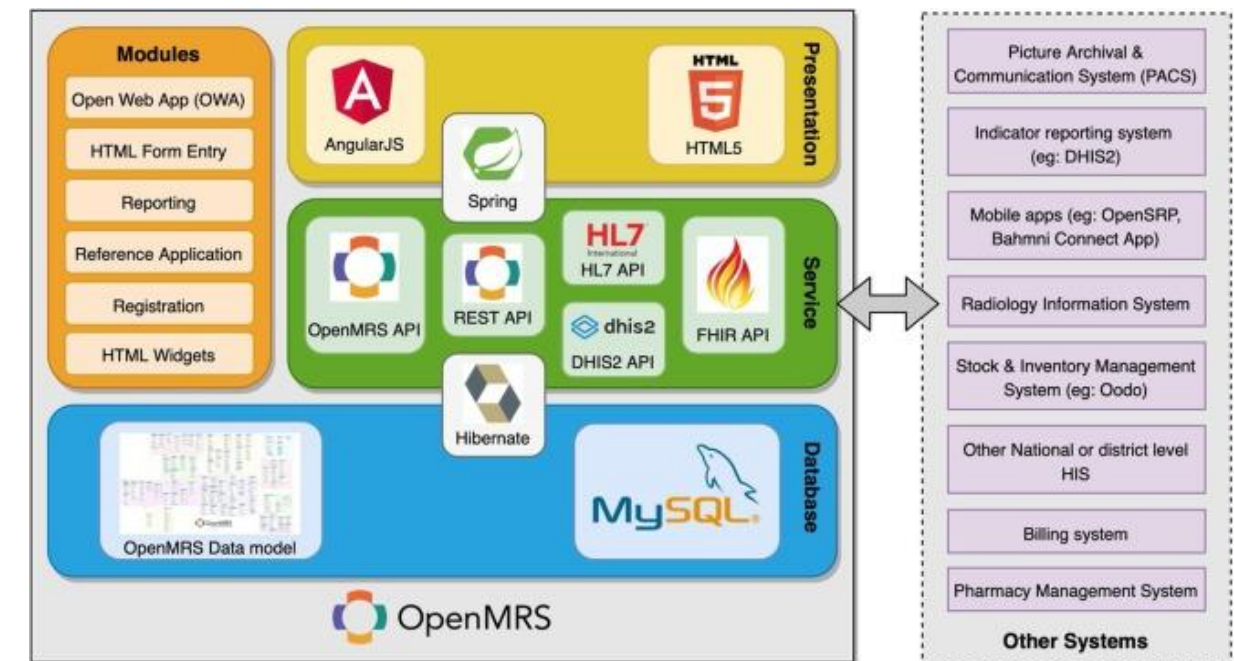 Modules
Open Web App (OWA)
HTML Form Entry
Reporting
Reference Application
Registration
HTML Widgets
Presentation
AngularJS
HTML
5
HTML5
Spring
Service
OpenMRS API
REST API
HL7
International
HL7 API
dhis2
DHIS2 API
FHIR API
Hibernate
Database
OpenMRS Data model
MySQL
OpenMRS
Picture Archival &
Communication System (PACS)
Indicator reporting system
(eg: DHIS2)
Mobile apps (eg: OpenSRP,
Bahmni Connect App)
Radiology Information System
Stock & Inventory Management
System (eg: Oodo)
Other National or district level
HIS
Billing system
Pharmacy Management System
Other Systems